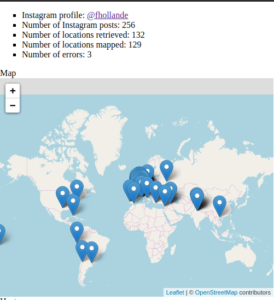 Instagram profile: @fhollande
Number of Instagram posts: 256
Number of locations retrieved: 132
Number of locations mapped: 129
Number of errors: 3
Map
+
−
Leaflet | © OpenStreetMap contributors